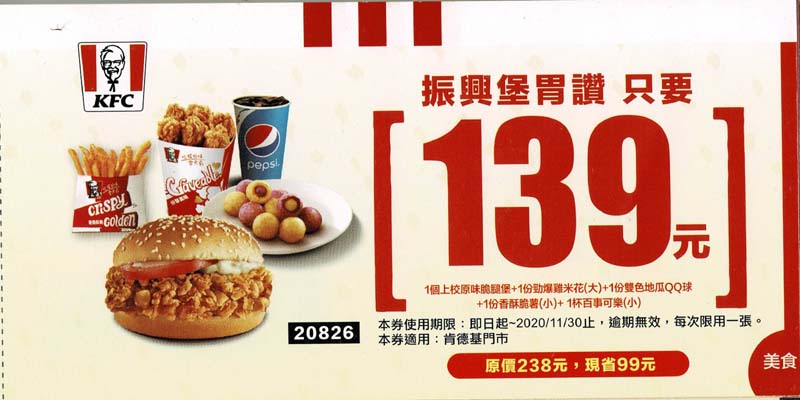 KFC
振興堡胃讚 只要
139元
1個上校原味脆腿堡+1份勁爆雞米花(大)+1份雙色地瓜QQ球
+1份香酥脆薯(小)+1杯百事可樂(小)
20826
本券使用期限：即日起~2020/11/30止，逾期無效，每次限用一張。
本券適用：肯德基門市
原價238元，現省99元
美食
pepsi
Craveable
crispy
Golden